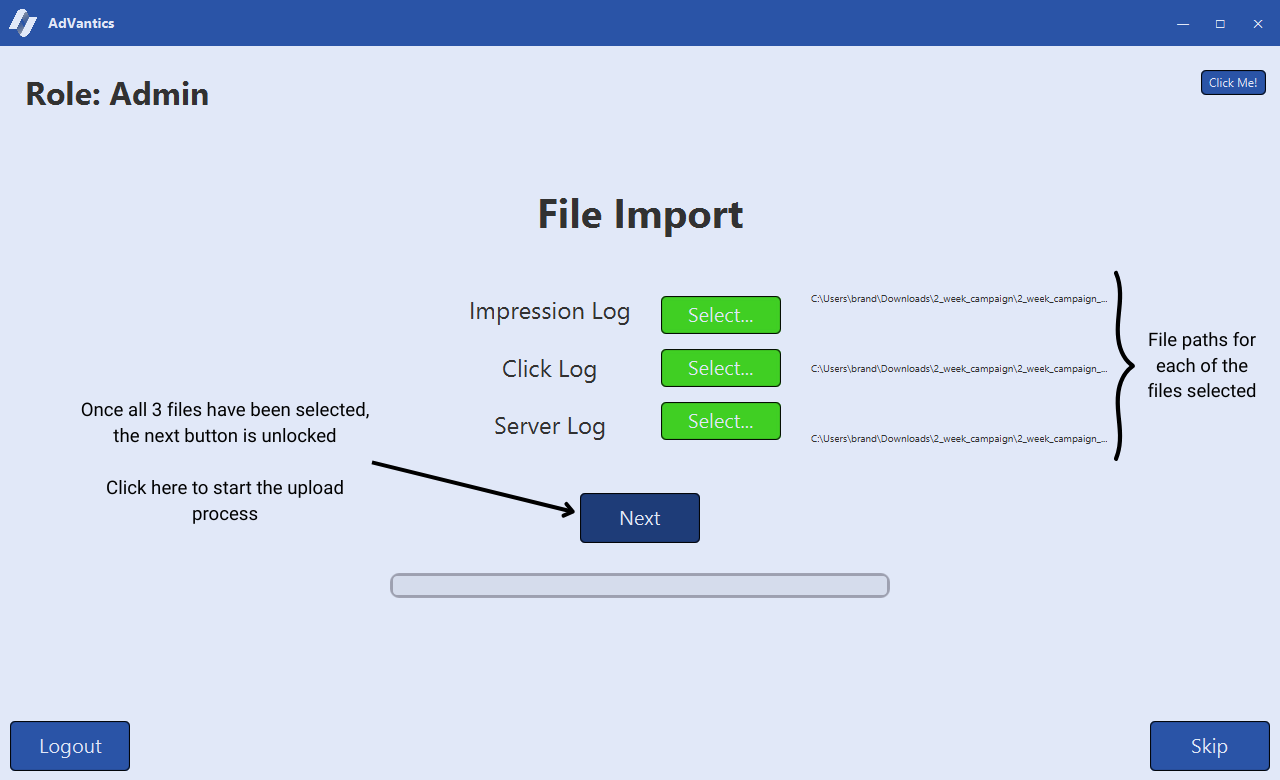 AdVantics
Role: Admin
Click Me!
File Import
Impression Log
Select...
C:\Users\brand\Downloads\2_week_campaign\2_week_campaign_...
Click Log
Select...
C:\Users\brand\Downloads\2_week_campaign\2_week_campaign_...
Server Log
Select...
C:\Users\brand\Downloads\2_week_campaign\2_week_campaign_...
File paths for
each of the
files selected
Once all 3 files have been selected,
the next button is unlocked
Click here to start the upload
process
Next
Logout
Skip